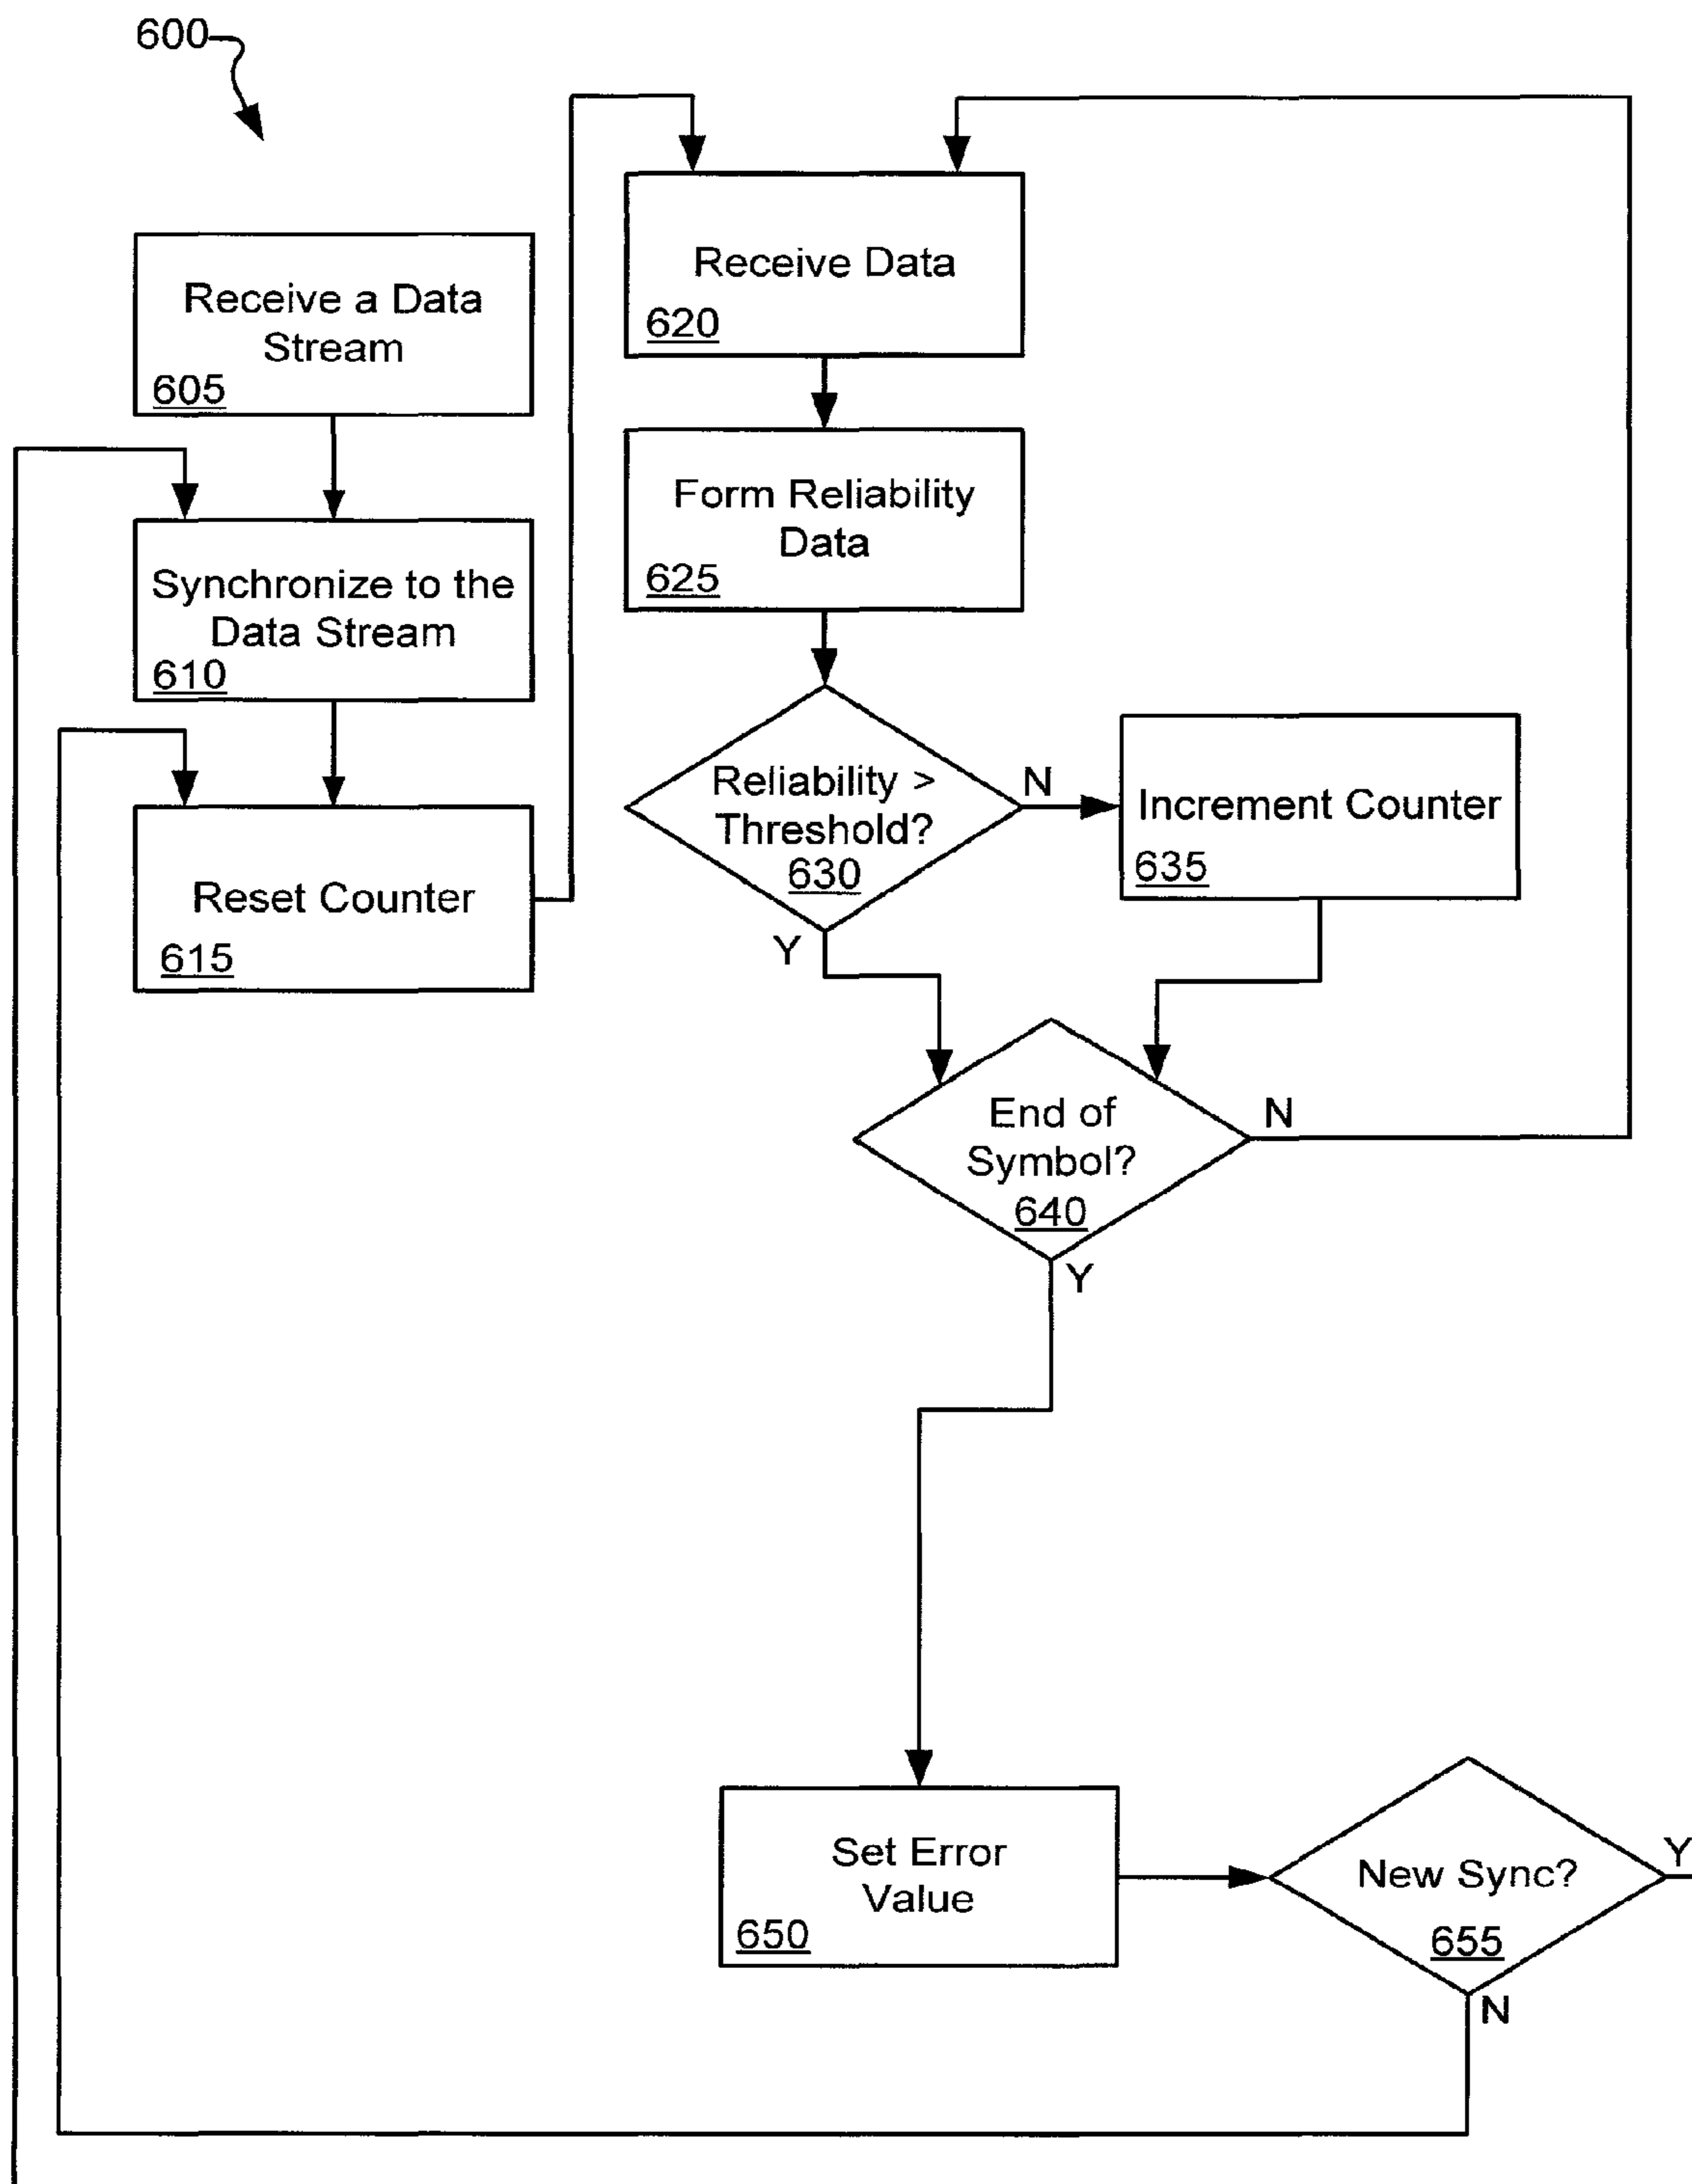 600
Receive a Data
Stream
605
Synchronize to the
Data Stream
610
Reset Counter
615
Receive Data
620
Form Reliability
Data
625
Reliability >
Threshold?
630
N
Y
Increment Counter
635
End of
Symbol?
640
N
Y
Set Error
Value
650
New Sync?
655
Y
N